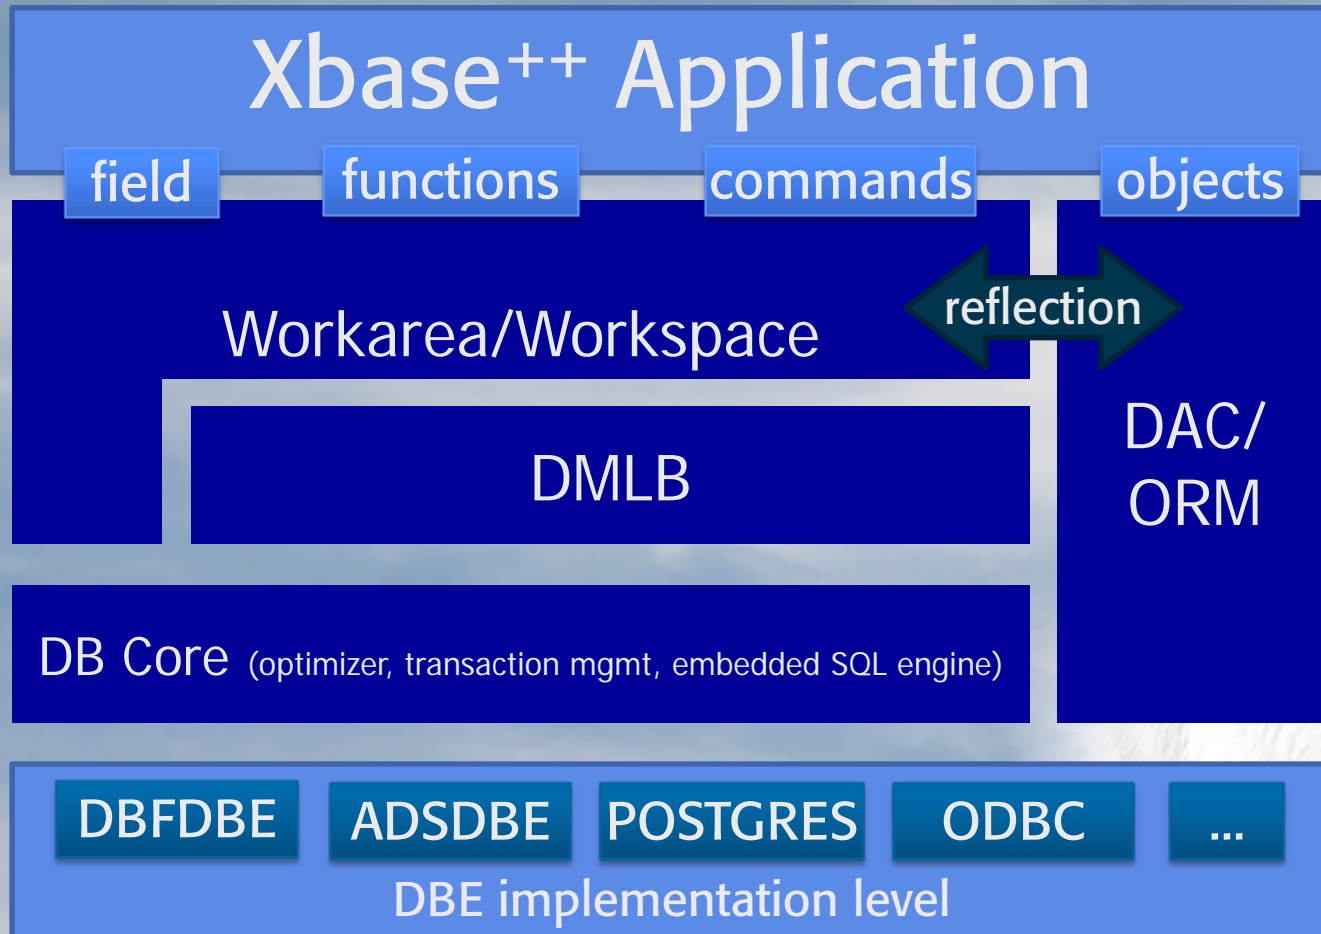 Xbase++ Application
field functions commands objects
reflection
Workarea/Workspace
DMLB
DAC/
ORM
DB Core (optimizer, transaction mgmt, embedded SQL engine)
DBFDBE ADSDBE POSTGRES ODBC ...
DBE implementation level